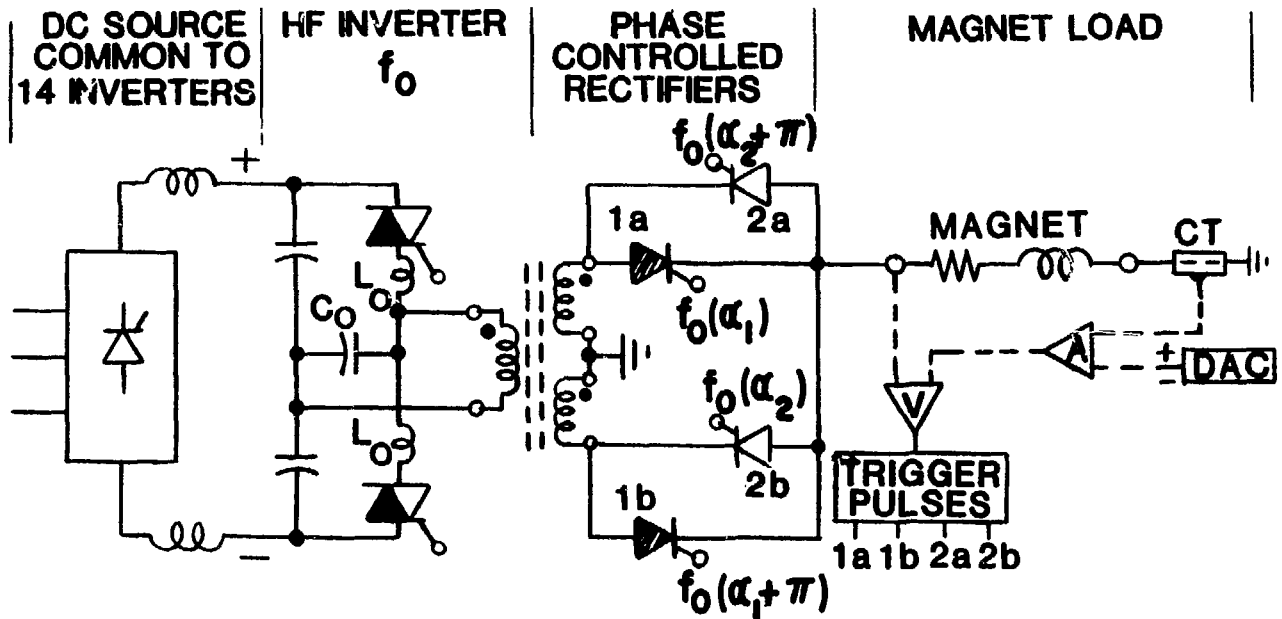 DC SOURCE
COMMON TO
14 INVERTERS
HF INVERTER
f0
PHASE
CONTROLLED
RECTIFIERS
MAGNET LOAD
f0(α2+π)
+
1a
2a
MAGNET
CT
L0
C0
f0(α1)
A
+
-
DAC
f0(α2)
V
L0
2b
1b
TRIGGER
PULSES
-
1a 1b 2a 2b
f0(α1+π)